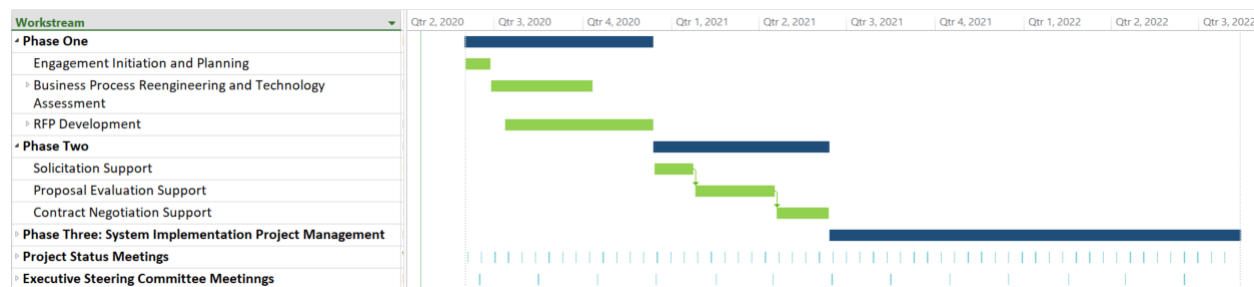 Workstream
Qtr 2, 2020 Qtr 3, 2020 Qtr 4, 2020 Qtr 1, 2021 Qtr 2, 2021 Qtr 3, 2021 Qtr 4, 2021 Qtr 1, 2022 Qtr 2, 2022 Qtr 3, 2022
Phase One
Engagement Initiation and Planning
Business Process Reengineering and Technology
Assessment
RFP Development
Phase Two
Solicitation Support
Proposal Evaluation Support
Contract Negotiation Support
Phase Three: System Implementation Project Management
Project Status Meetings
Executive Steering Committee Meetinngs